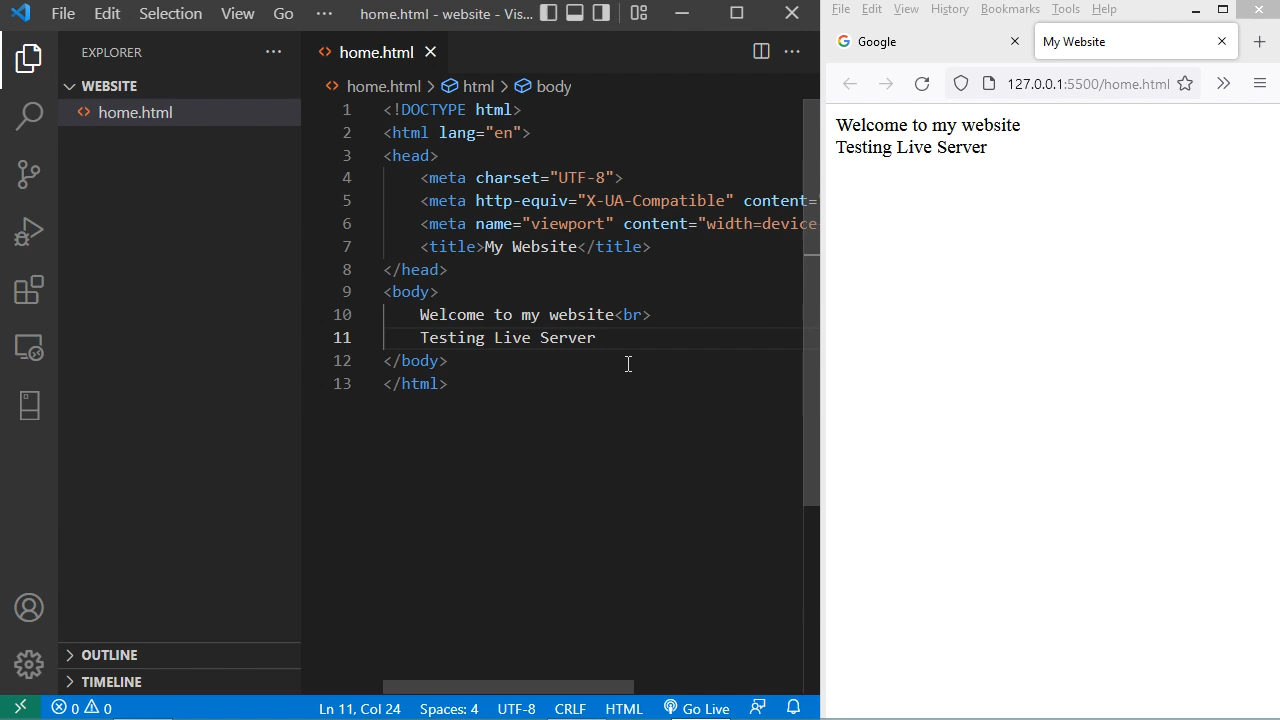 File Edit Selection View Go ··· home.html - website - Vis...
EXPLORER ···
WEBSITE
home.html
OUTLINE
TIMELINE
home.html
home.html > html > body
1 <!DOCTYPE html>
2 <html lang="en">
3 <head>
4 <meta charset="UTF-8">
5 <meta http-equiv="X-UA-Compatible" content=
6 <meta name="viewport" content="width=device
7 <title>My Website</title>
8 </head>
9 <body>
10 Welcome to my website<br>
11 Testing Live Server
12 </body>
13 </html>
0 0 Ln 11, Col 24 Spaces: 4 UTF-8 CRLF HTML Go Live
File Edit View History Bookmarks Tools Help
Google My Website
127.0.0.1:5500/home.html
Welcome to my website
Testing Live Server